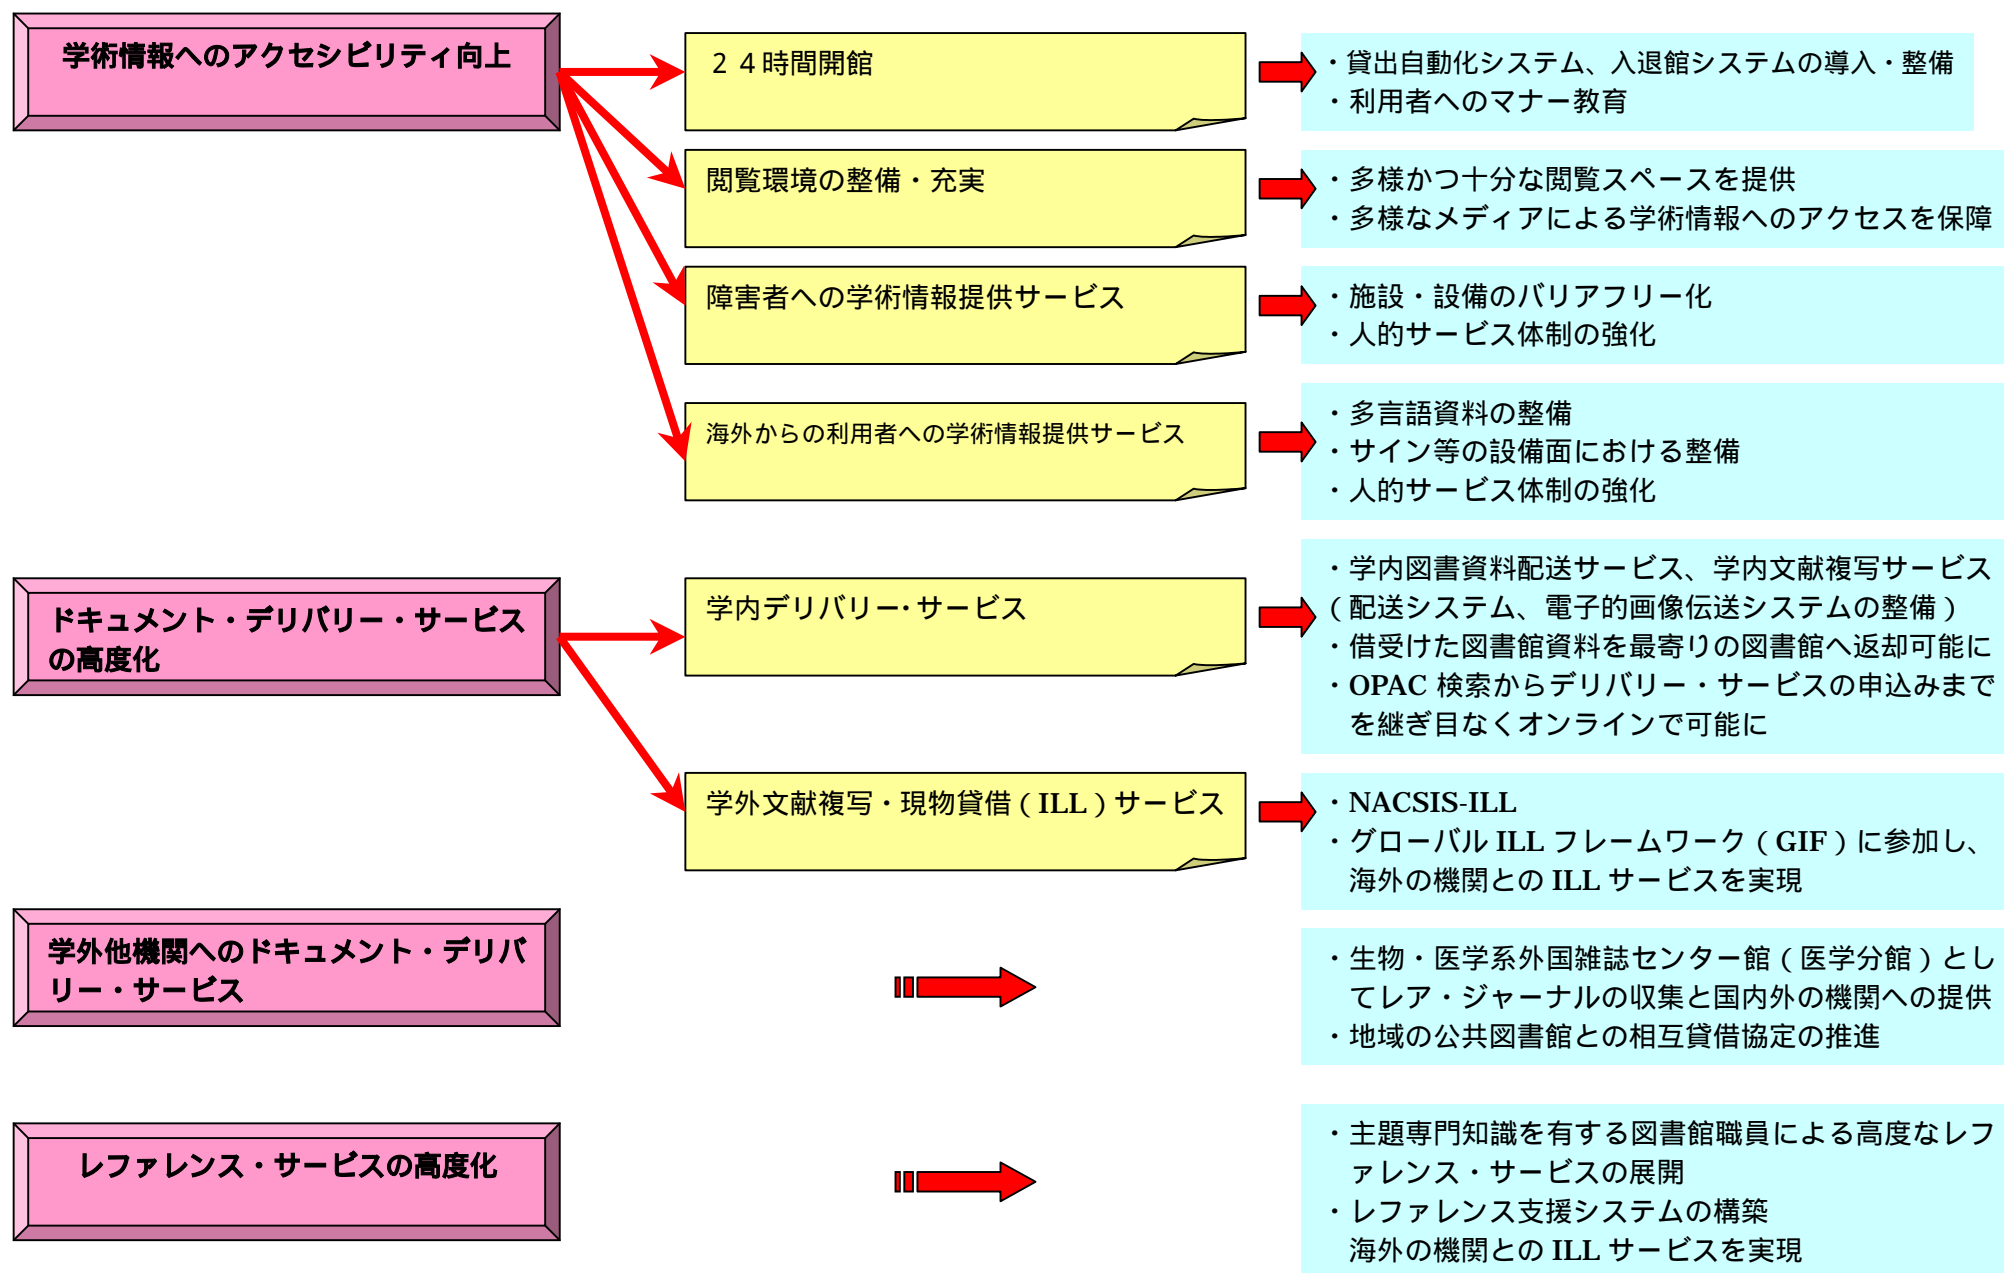 学術情報へのアクセシビリティ向上
２４時間開館
・貸出自動化システム、入退館システムの導入・整備
・利用者へのマナー教育
閲覧環境の整備・充実
・多様かつ十分な閲覧スペースを提供
・多様なメディアによる学術情報へのアクセスを保障
障害者への学術情報提供サービス
・施設・設備のバリアフリー化
・人的サービス体制の強化
海外からの利用者への学術情報提供サービス
・多言語資料の整備
・サイン等の設備面における整備
・人的サービス体制の強化
ドキュメント・デリバリー・サービス
の高度化
学内デリバリー・サービス
・学内図書資料配送サービス、学内文献複写サービス
（配送システム、電子的画像伝送システムの整備）
・借受けた図書館資料を最寄りの図書館へ返却可能に
・OPAC 検索からデリバリー・サービスの申込みまで
を継ぎ目なくオンラインで可能に
学外文献複写・現物貸借（ILL）サービス
・NACSIS-ILL
・グローバル ILL フレームワーク（GIF）に参加し、
海外の機関との ILL サービスを実現
学外他機関へのドキュメント・デリバ
リー・サービス
・生物・医学系外国雑誌センター館（医学分館）とし
てレア・ジャーナルの収集と国内外の機関への提供
・地域の公共図書館との相互貸借協定の推進
レファレンス・サービスの高度化
・主題専門知識を有する図書館職員による高度なレフ
ァレンス・サービスの展開
・レファレンス支援システムの構築
海外の機関との ILL サービスを実現